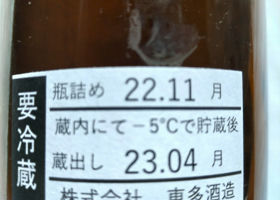 要冷蔵
瓶詰め 22.11 月
蔵内にて−5℃で貯蔵後
蔵出し 23.04 月
株式会社 恵多酒造